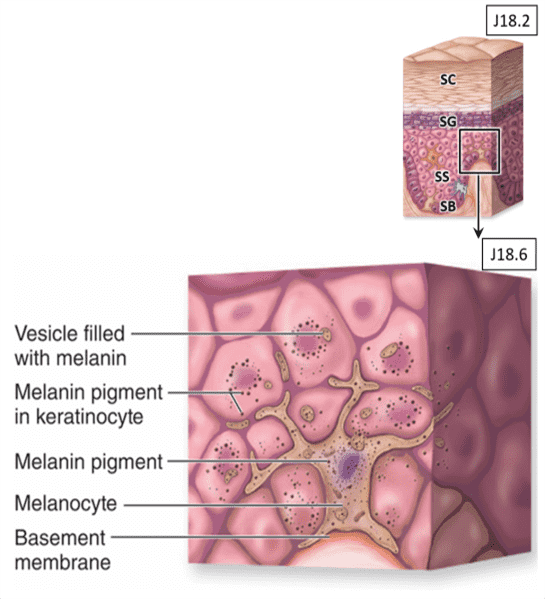 J18.2
SC
SG
SS
SB
J18.6
Vesicle filled
with melanin
Melanin pigment
in keratinocyte
Melanin pigment
Melanocyte
Basement
membrane